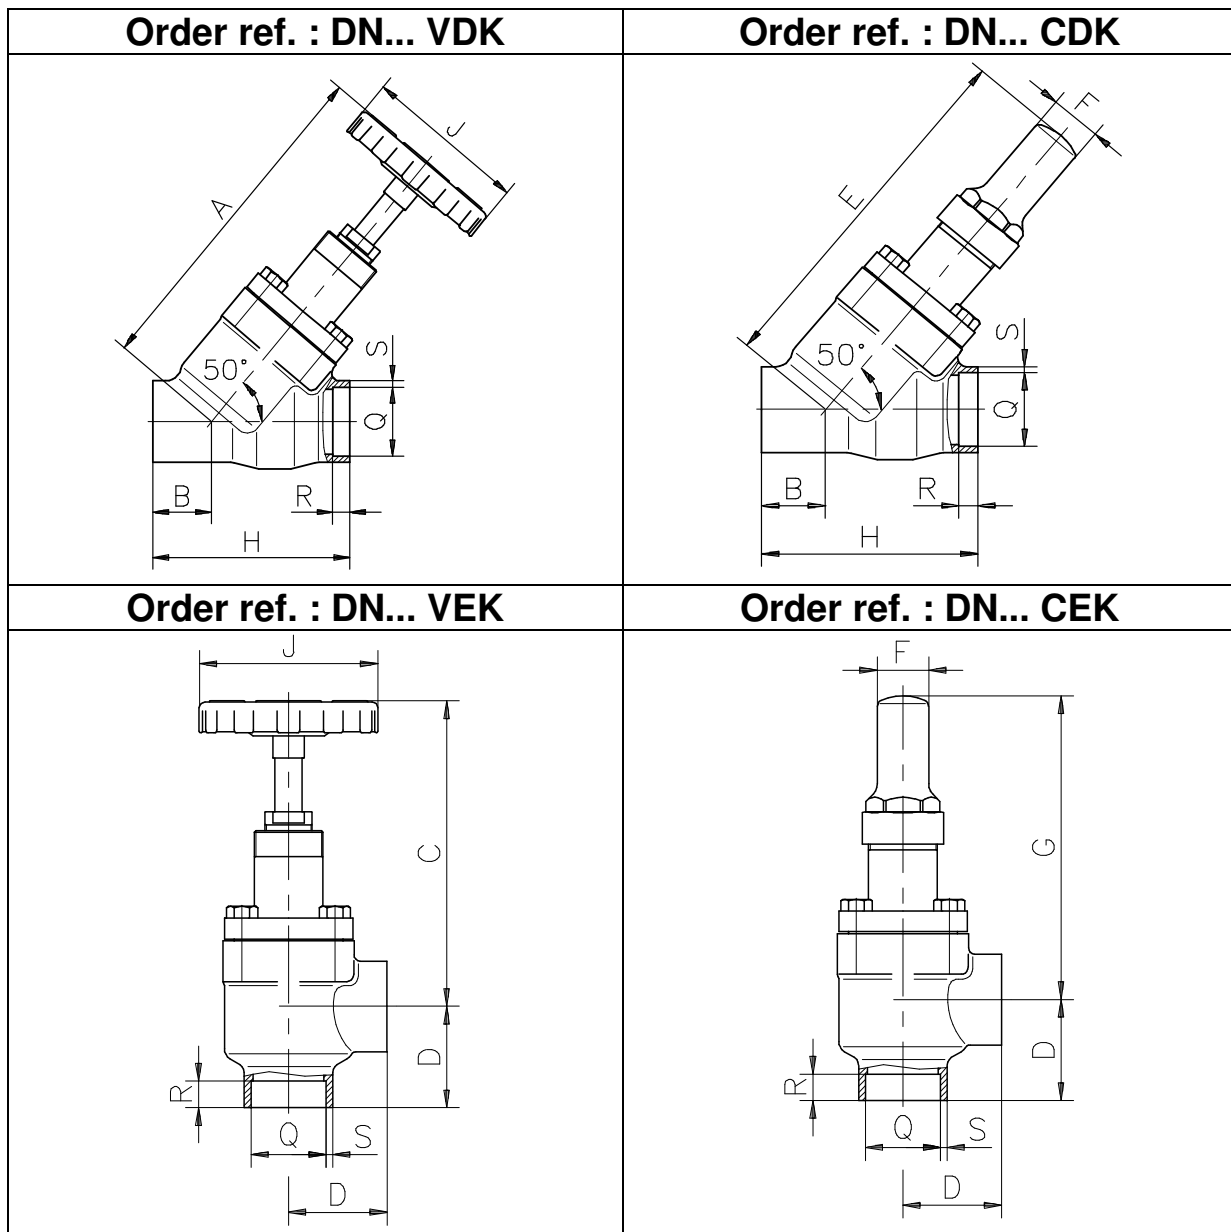 Order ref. : DN... VDK
Order ref. : DN... CDK
A
J
S
50°
Q
B
R
H
E
F
S
50°
Q
B
R
H
Order ref. : DN... VEK
Order ref. : DN... CEK
J
C
D
R
Q
S
D
F
G
D
R
Q
S
D